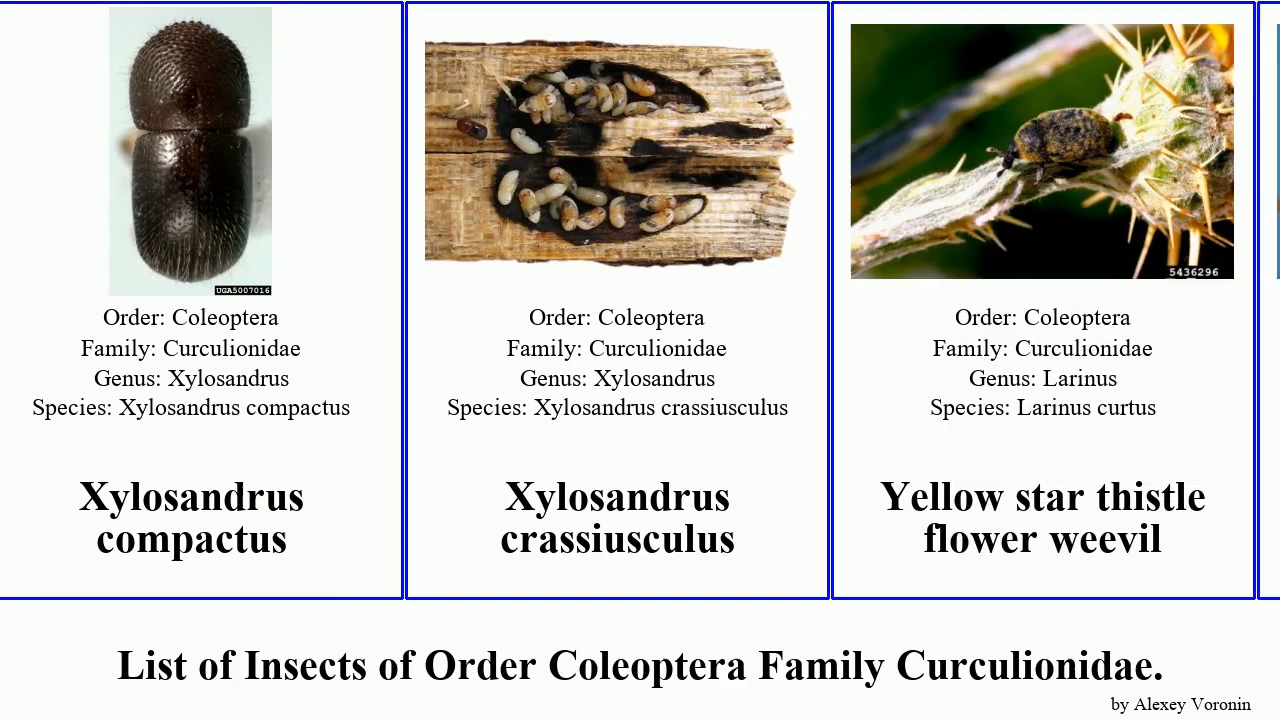 UGA5007016
Order: Coleoptera
Family: Curculionidae
Genus: Xylosandrus
Species: Xylosandrus compactus
Xylosandrus
compactus
Order: Coleoptera
Family: Curculionidae
Genus: Xylosandrus
Species: Xylosandrus crassiusculus
Xylosandrus
crassiusculus
5436296
Order: Coleoptera
Family: Curculionidae
Genus: Larinus
Species: Larinus curtus
Yellow star thistle
flower weevil
List of Insects of Order Coleoptera Family Curculionidae.
by Alexey Voronin